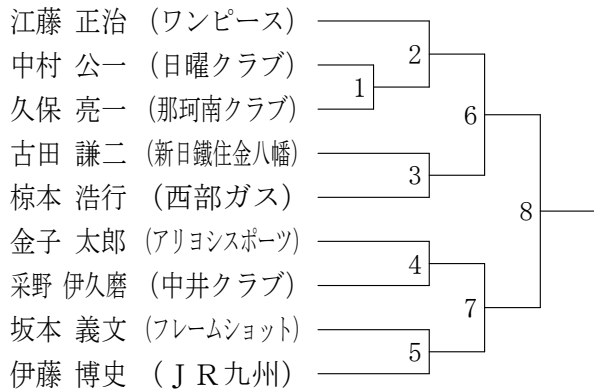 江藤 正治 (ワンピース)
中村 公一 (日曜クラブ)
久保 亮一 (那珂南クラブ)
古田 謙二 (新日鐵住金八幡)
椋本 浩行 (西部ガス)
金子 太郎 (アリヨシスポーツ)
采野 伊久磨 (中井クラブ)
坂本 義文 (フレームショット)
伊藤 博史 (ＪＲ九州)
1
2
3
4
5
6
7
8